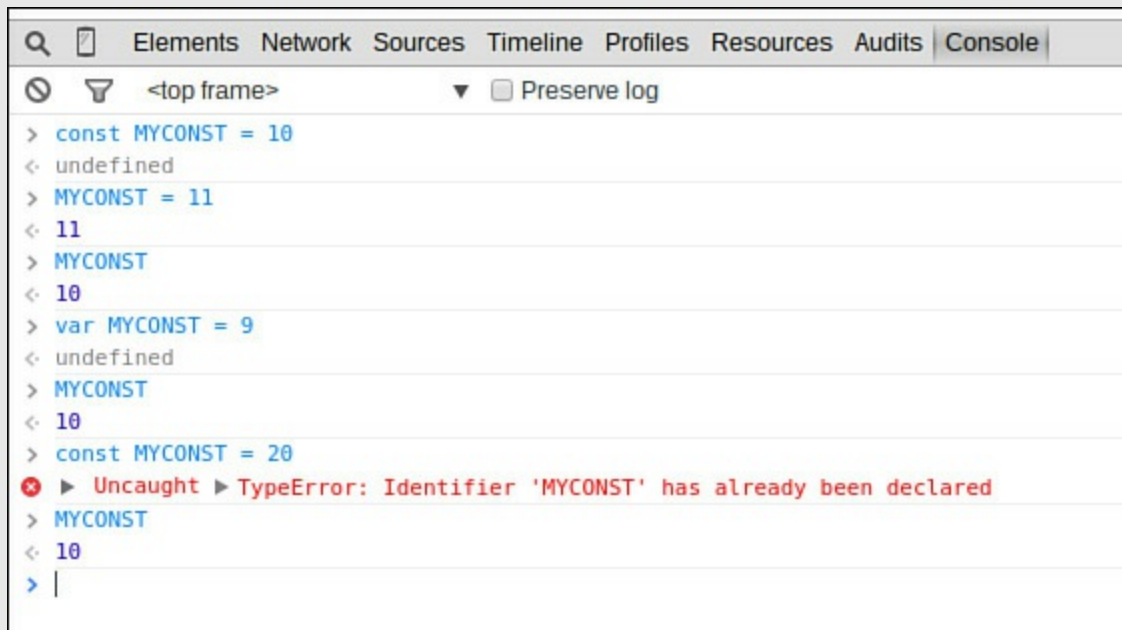 Elements Network Sources Timeline Profiles Resources Audits Console
<top frame> ▼ Preserve log
> const MYCONST = 10
<· undefined
> MYCONST = 11
<· 11
> MYCONST
<· 10
> var MYCONST = 9
<· undefined
> MYCONST
<· 10
> const MYCONST = 20
▶ Uncaught ▶ TypeError: Identifier 'MYCONST' has already been declared
> MYCONST
<· 10
>